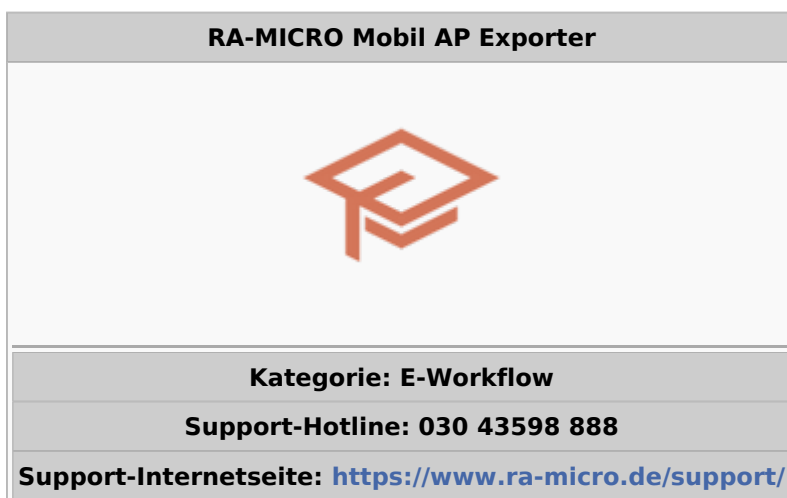 RA-MICRO Mobil AP Exporter
Kategorie: E-Workflow
Support-Hotline: 030 43598 888
Support-Internetseite: https://www.ra-micro.de/support/